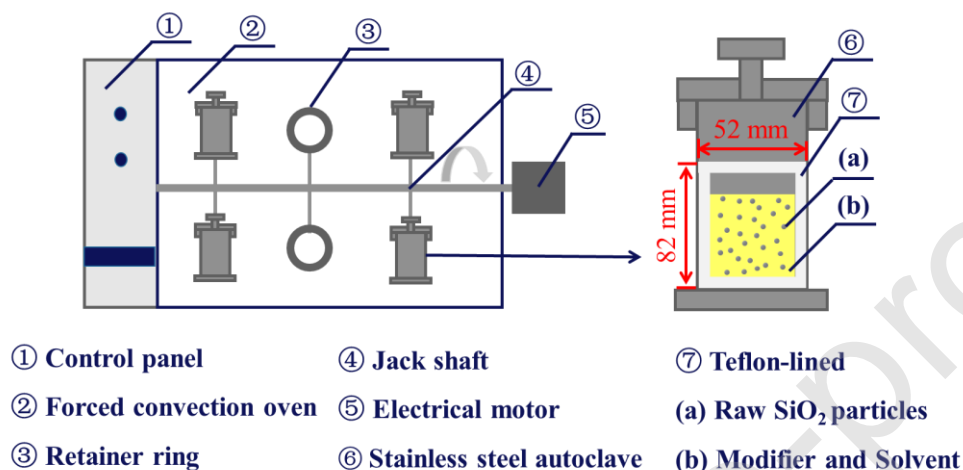 ① ② ③ ④ ⑤ ⑥ ⑦
52 mm
82 mm
(a)
(b)
① Control panel ④ Jack shaft ⑦ Teflon-lined
② Forced convection oven ⑤ Electrical motor (a) Raw SiO₂ particles
③ Retainer ring ⑥ Stainless steel autoclave (b) Modifier and Solvent